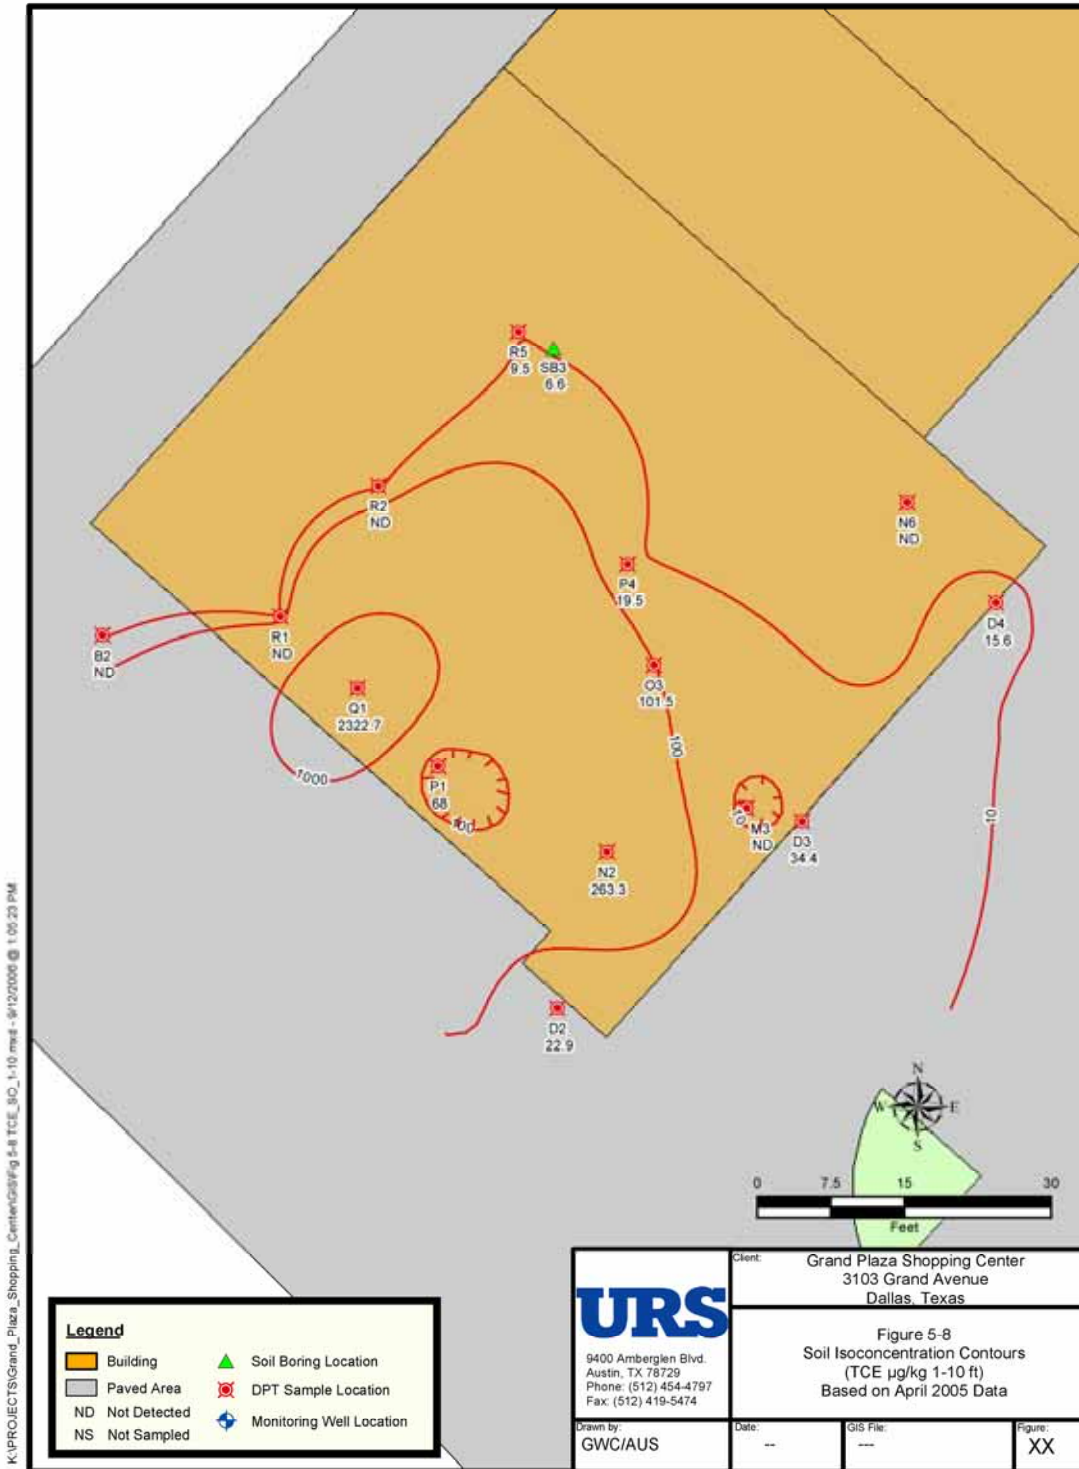 R5
9.5
SB3
6.6
R2
ND
N6
ND
P4
19.5
D4
15.6
R1
ND
B2
ND
O3
101.5
Q1
2322.7
100
1000
P1
68
100
10
M3
ND
D3
34.4
10
N2
263.3
D2
22.9
N
W
E
S
0 7.5 15 30
Feet
K:\PROJECTS\Grand_Plaza_Shopping_Center\GIS\Fig 5-8 TCE_SO_1-10.mxd - 9/12/2006 @ 1:05:23 PM
Legend
Building
Paved Area
ND Not Detected
NS Not Sampled
Soil Boring Location
DPT Sample Location
Monitoring Well Location
URS
9400 Amberglen Blvd.
Austin, TX 78729
Phone: (512) 454-4797
Fax: (512) 419-5474
Client:
Grand Plaza Shopping Center
3103 Grand Avenue
Dallas, Texas
Figure 5-8
Soil Isoconcentration Contours
(TCE µg/kg 1-10 ft)
Based on April 2005 Data
Drawn by:
GWC/AUS
Date:
--
GIS File:
---
Figure:
XX